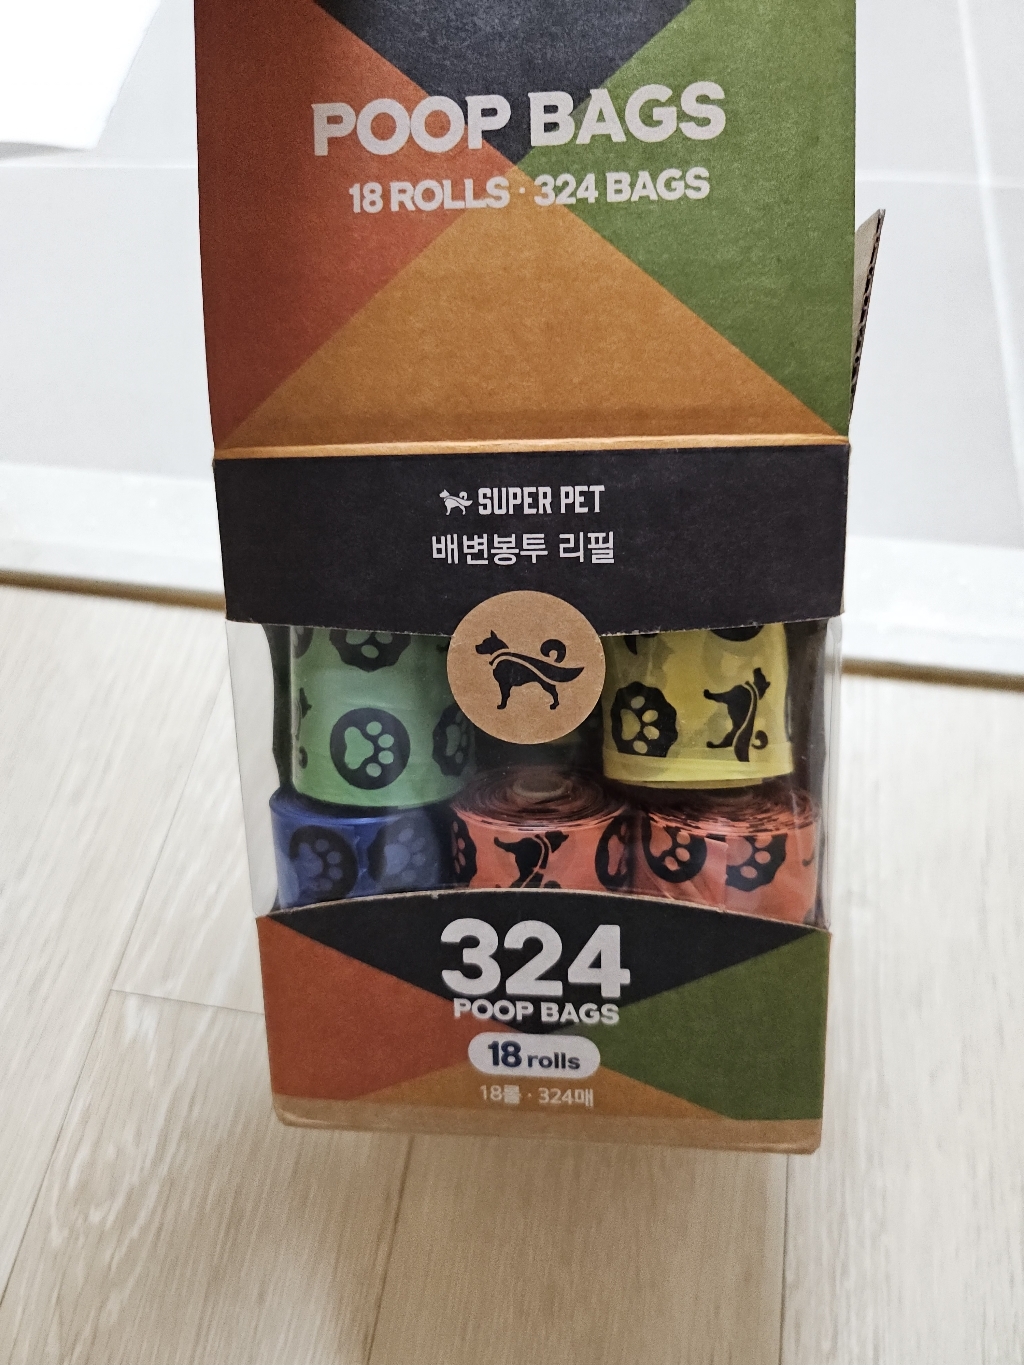 POOP BAGS
18 ROLLS · 324 BAGS
SUPER PET
배변봉투 리필
324
POOP BAGS
18 rolls
18롤 · 324매